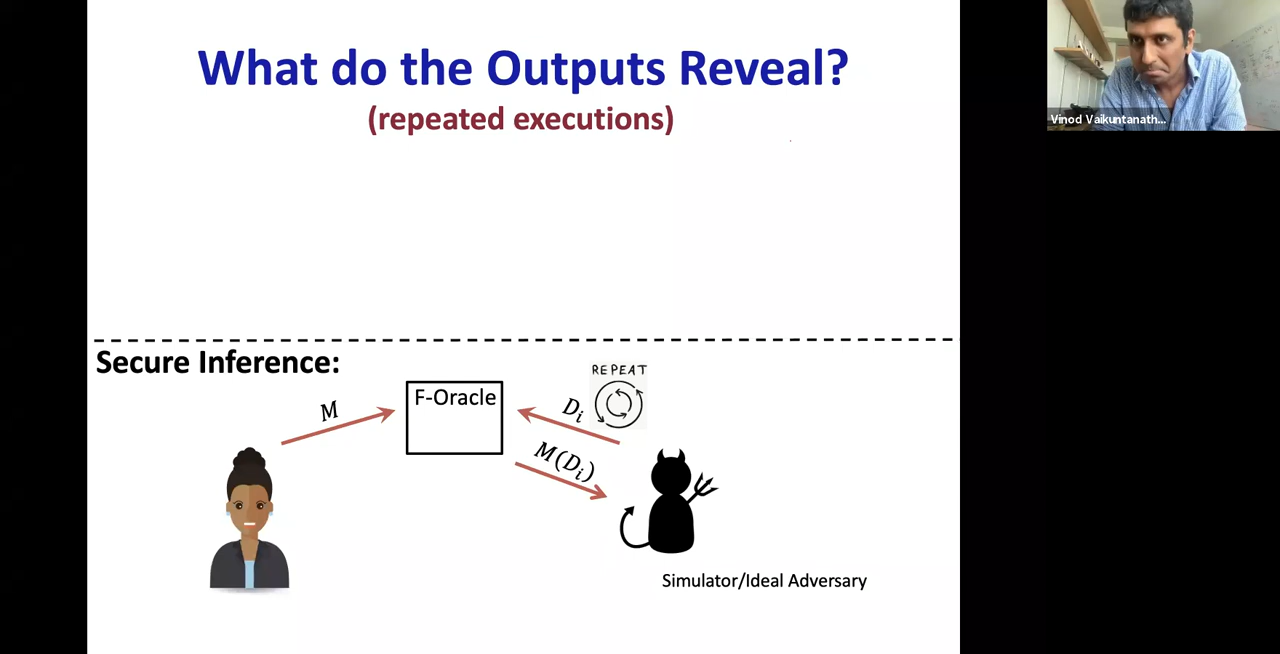 What do the Outputs Reveal?
(repeated executions)
Vinod Vaikuntanath...
Secure Inference:
REPEAT
M
F-Oracle
D_i
M(D_i)
Simulator/Ideal Adversary